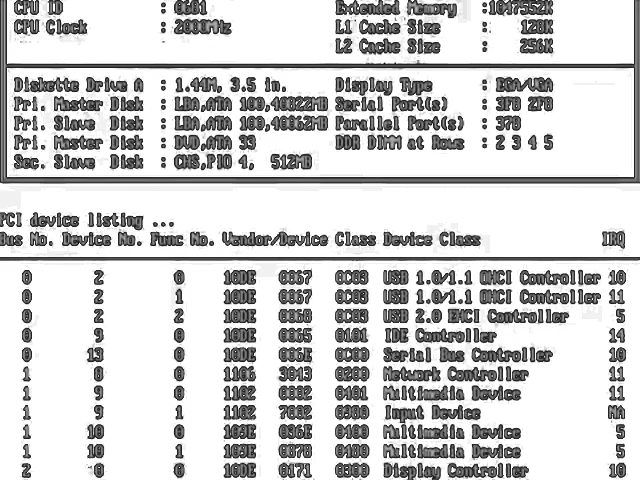 CPU ID : 0681 Extended Memory :1047552K
CPU Clock : 2000MHz L1 Cache Size : 128K
L2 Cache Size : 256K
Diskette Drive A : 1.44M, 3.5 in. Display Type : EGA/VGA
Pri. Master Disk : LBA,ATA 100, Serial Port(s) : 3F8 2F8
Pri. Slave Disk : LBA,ATA 100, Parallel Port(s) : 378
Pri. Master Disk : DVD,ATA 33 DDR DIMM at Rows : 2 3 4 5
Sec. Slave Disk : CHS,PIO 4, 512MB
PCI device listing ...
Bus No. Device No. Func No. Vendor/Device Class Device Class IRQ
0 2 0 10DE 0067 0C03 USB 1.0/1.1 OHCI Controller 10
0 2 1 10DE 0067 0C03 USB 1.0/1.1 OHCI Controller 11
0 2 2 10DE 0068 0C03 USB 2.0 EHCI Controller 5
0 9 0 10DE 0065 0101 IDE Controller 14
0 13 0 10DE 006E 0C00 Serial Bus Controller 10
1 8 0 1106 3043 0200 Network Controller 11
1 9 0 1102 0002 0401 Multimedia Device 11
1 9 1 1102 7002 0980 Input Device NA
1 10 0 109E 036E 0400 Multimedia Device 5
1 10 1 109E 0878 0480 Multimedia Device 5
2 0 0 10DE 0171 0300 Display Controller 10